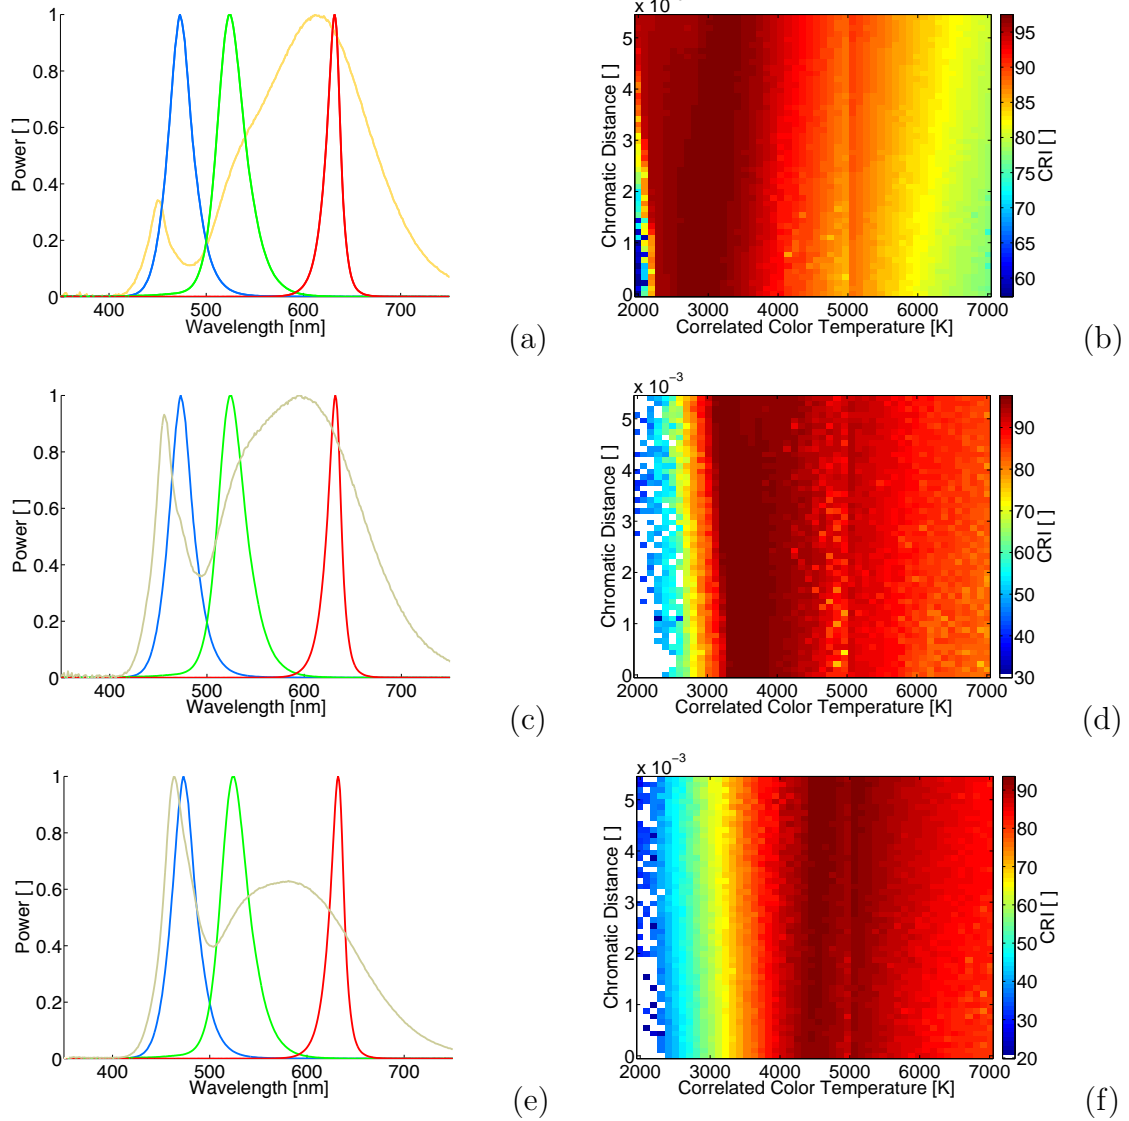 1
0.8
0.6
0.4
0.2
0
400 500 600 700
Power [ ]
Wavelength [nm]
(a)
5
4
3
2
1
0
2000 3000 4000 5000 6000 7000
Chromatic Distance [ ]
Correlated Color Temperature [K]
95
90
85
80
75
70
65
60
CRI [ ]
(b)
1
0.8
0.6
0.4
0.2
0
400 500 600 700
Power [ ]
Wavelength [nm]
(c)
x 10⁻³
5
4
3
2
1
0
2000 3000 4000 5000 6000 7000
Chromatic Distance [ ]
Correlated Color Temperature [K]
90
80
70
60
50
40
30
CRI [ ]
(d)
1
0.8
0.6
0.4
0.2
0
400 500 600 700
Power [ ]
Wavelength [nm]
(e)
x 10⁻³
5
4
3
2
1
0
2000 3000 4000 5000 6000 7000
Chromatic Distance [ ]
Correlated Color Temperature [K]
90
80
70
60
50
40
30
20
CRI [ ]
(f)